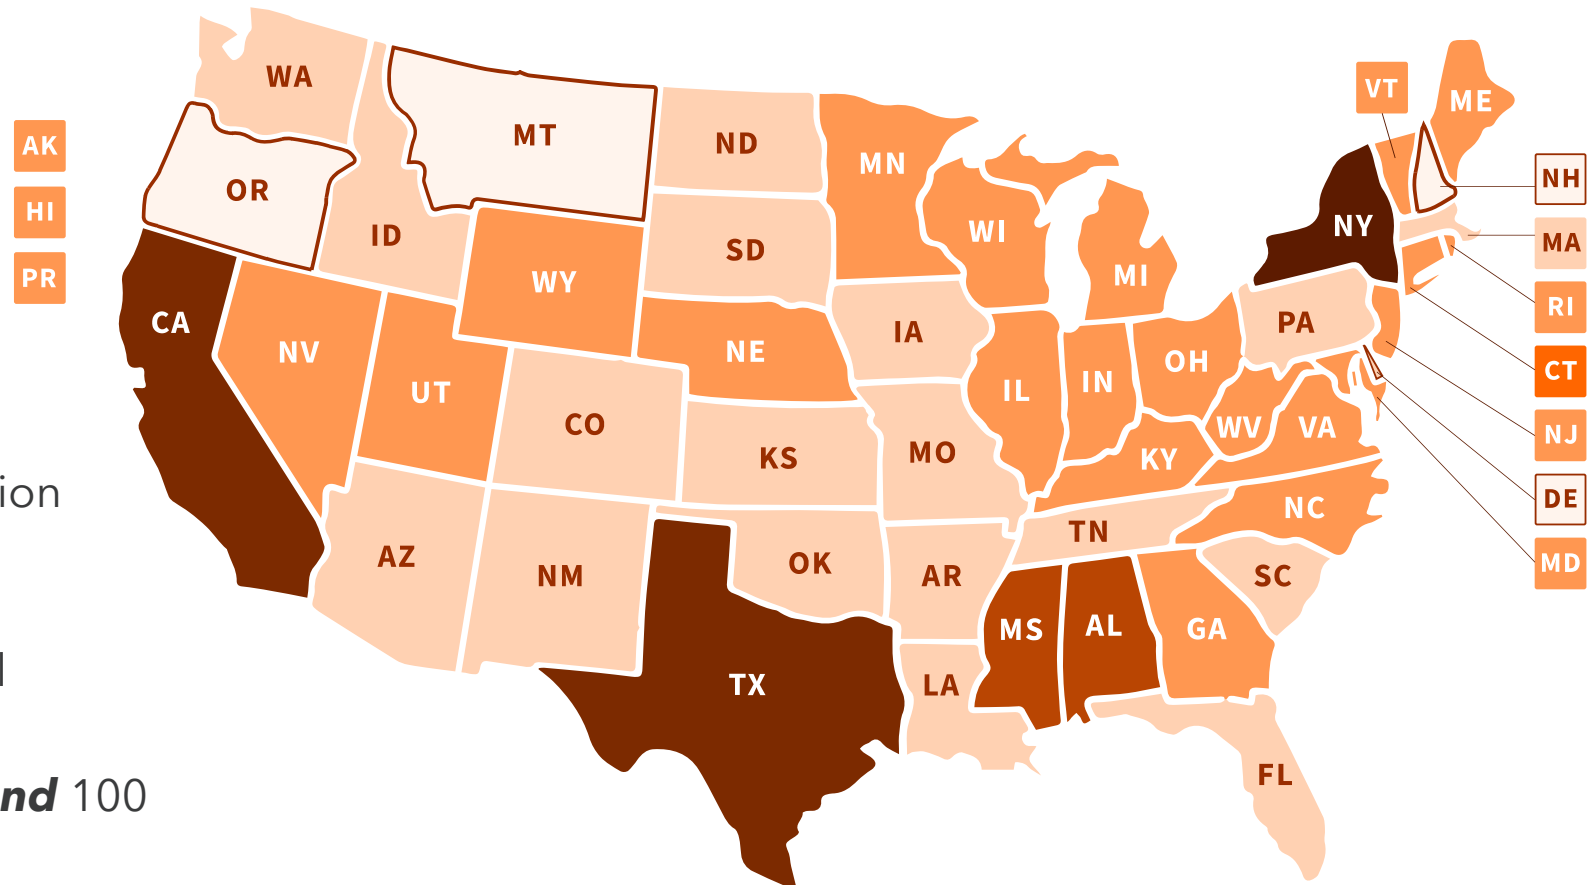 WA
MT
ND
MN
VT
ME
AK
OR
ID
SD
WI
MI
NY
NH
HI
MA
PR
CA
NV
WY
NE
IA
PA
RI
UT
CO
KS
MO
IL
IN
OH
WV
VA
KY
CT
NJ
ion
AZ
NM
OK
AR
TN
NC
SC
DE
MD
l
TX
LA
MS
AL
GA
FL
nd 100